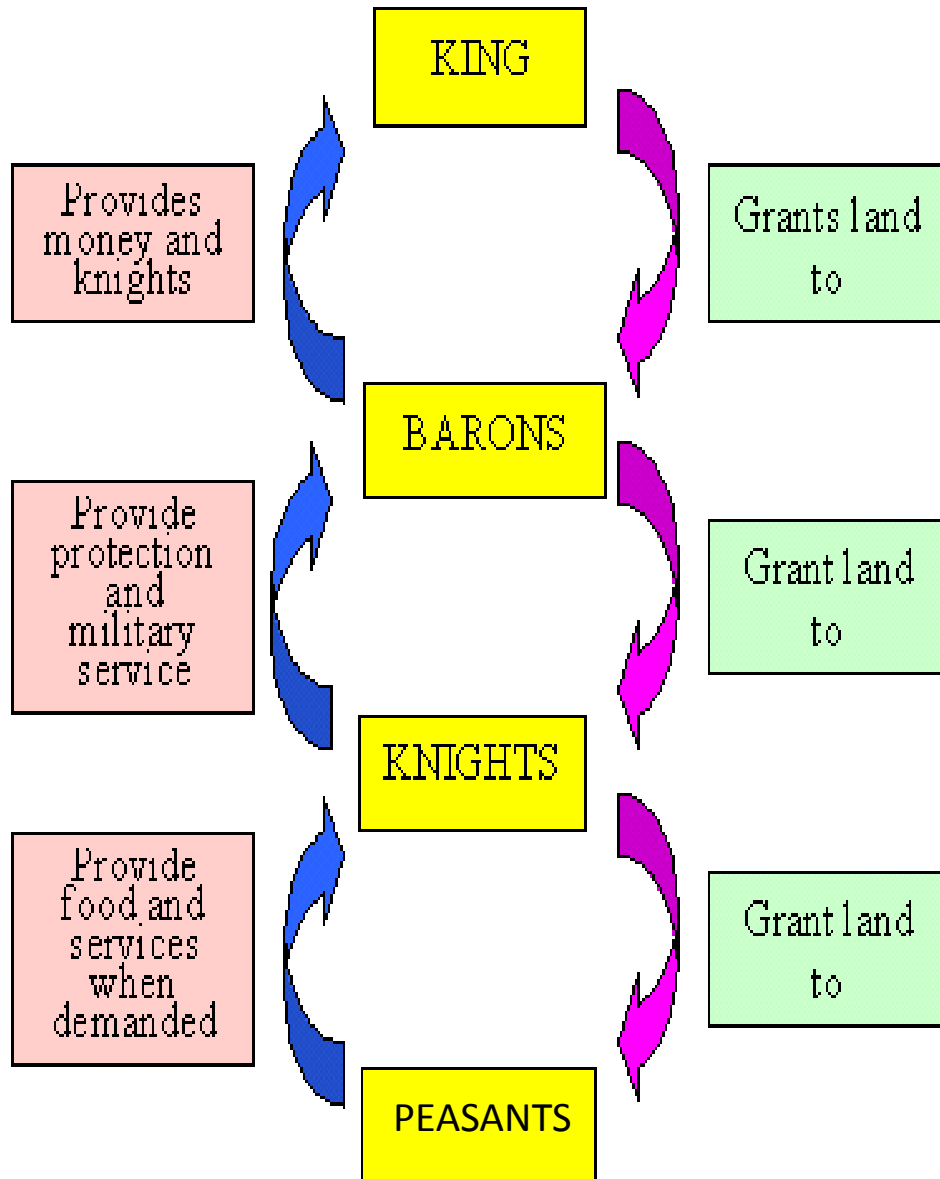 KING
Provides
money and
knights
Grants land
to
BARONS
Provide
protection
and
military
service
Grant land
to
KNIGHTS
Provide
food and
services
when
demanded
Grant land
to
PEASANTS